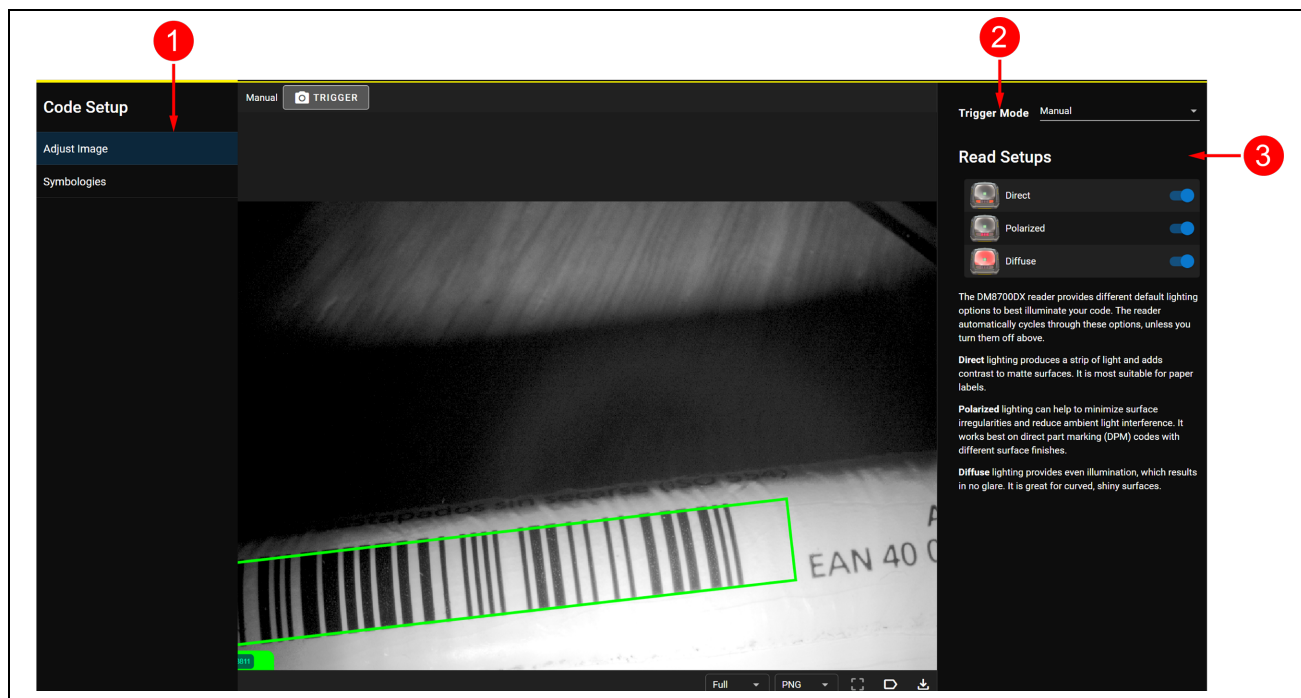 1
2
3
Code Setup
Adjust Image
Symbologies
Manual
TRIGGER
Trigger Mode Manual
Read Setups
Direct
Polarized
Diffuse
The DM8700DX reader provides different default lighting
options to best illuminate your code. The reader
automatically cycles through these options, unless you
turn them off above.
Direct lighting produces a strip of light and adds
contrast to matte surfaces. It is most suitable for paper
labels.
Polarized lighting can help to minimize surface
irregularities and reduce ambient light interference. It
works best on direct part marking (DPM) codes with
different surface finishes.
Diffuse lighting provides even illumination, which results
in no glare. It is great for curved, shiny surfaces.
stapados sin
A
EAN 40 0
Full
PNG